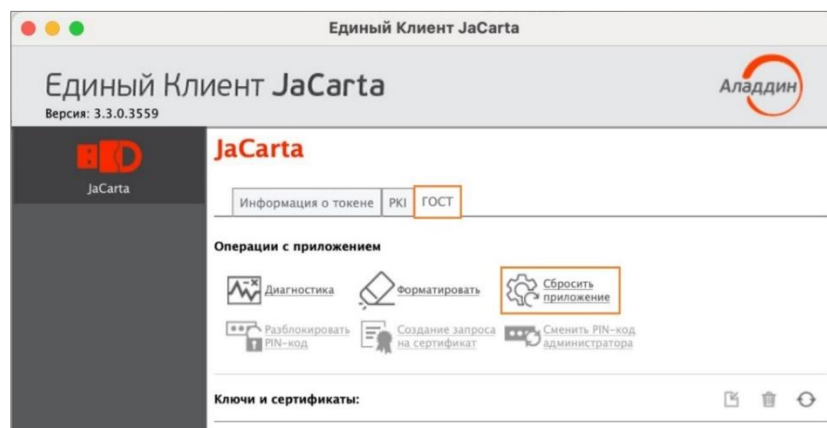 Единый Клиент JaCarta
Единый Клиент JaCarta
Аладдин
Версия: 3.3.0.3559
JaCarta
JaCarta
Информация о токене PKI ГОСТ
Операции с приложением
Диагностика Форматировать Сбросить
приложение
Разблокировать Создание запроса Сменить PIN-код
PIN-код на сертификат администратора
Ключи и сертификаты: